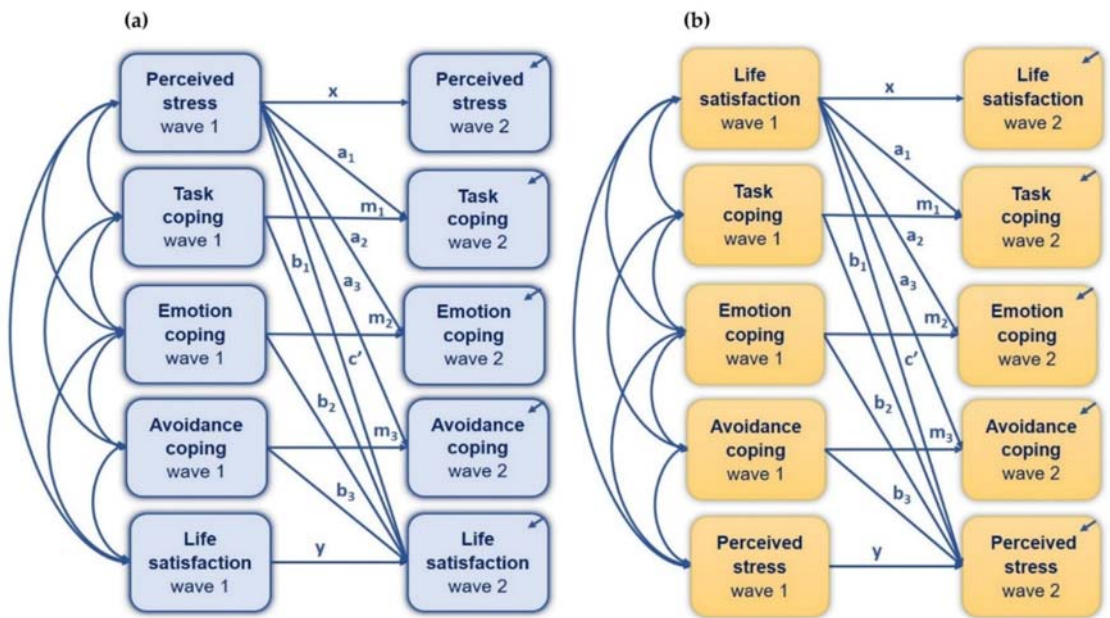 (a)
Perceived
stress
wave 1
x
Perceived
stress
wave 2
a1
Task
coping
wave 1
m1
Task
coping
wave 2
a2
b1
a3
Emotion
coping
wave 1
m2
Emotion
coping
wave 2
c’
b2
Avoidance
coping
wave 1
m3
Avoidance
coping
wave 2
b3
Life
satisfaction
wave 1
y
Life
satisfaction
wave 2
(b)
Life
satisfaction
wave 1
x
Life
satisfaction
wave 2
a1
Task
coping
wave 1
m1
Task
coping
wave 2
a2
b1
a3
Emotion
coping
wave 1
m2
Emotion
coping
wave 2
c’
b2
Avoidance
coping
wave 1
m3
Avoidance
coping
wave 2
b3
Perceived
stress
wave 1
y
Perceived
stress
wave 2